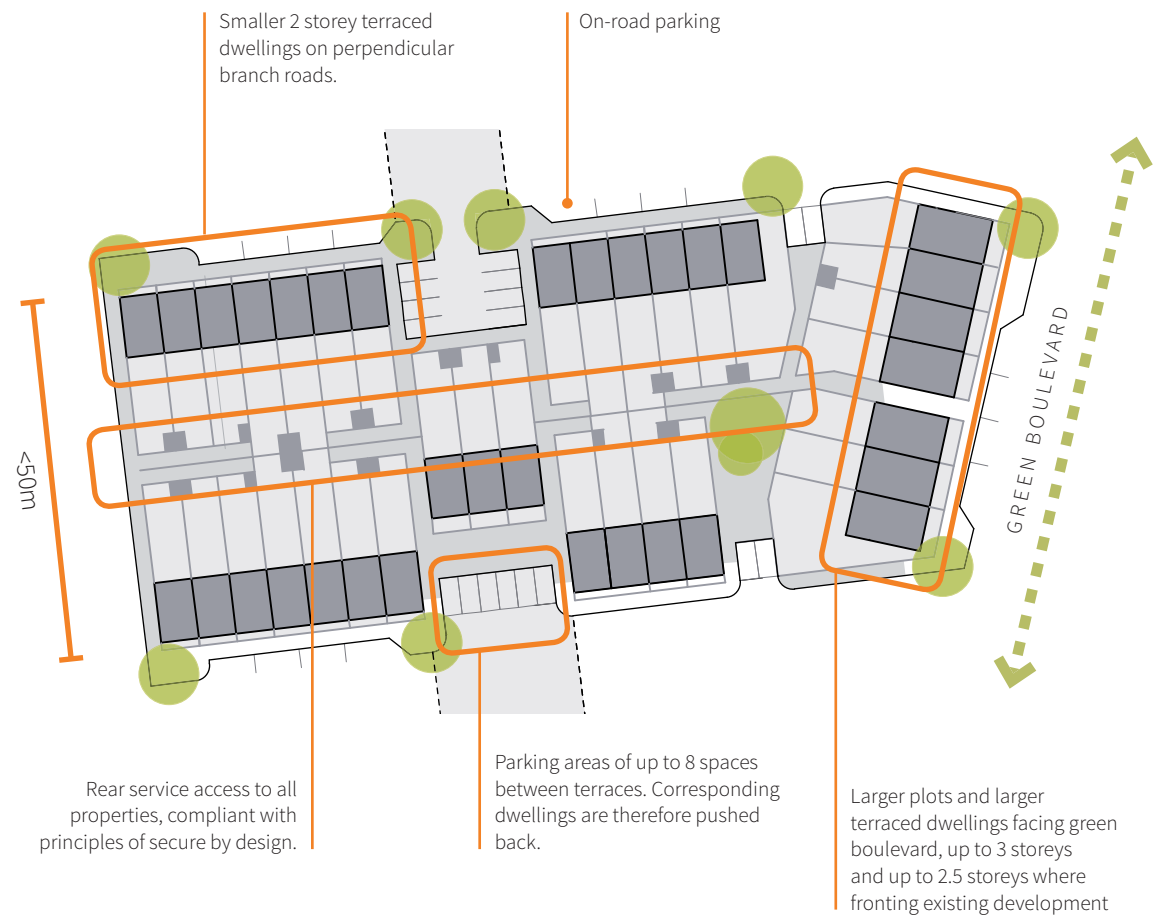 Smaller 2 storey terraced
dwellings on perpendicular
branch roads.
On-road parking
<50m
GREEN BOULEVARD
Rear service access to all
properties, compliant with
principles of secure by design.
Parking areas of up to 8 spaces
between terraces. Corresponding
dwellings are therefore pushed
back.
Larger plots and larger
terraced dwellings facing green
boulevard, up to 3 storeys
and up to 2.5 storeys where
fronting existing development